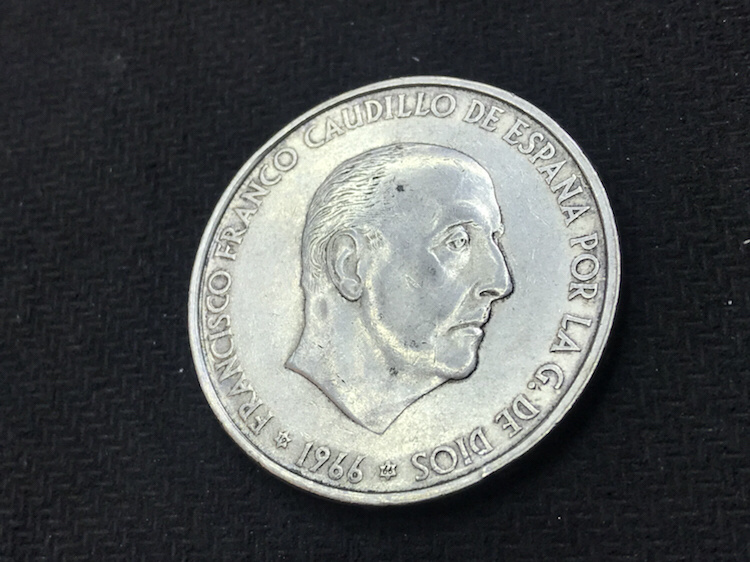 FRANCISCO FRANCO CAUDILLO DE ESPAÑA POR LA G. DE DIOS
1966